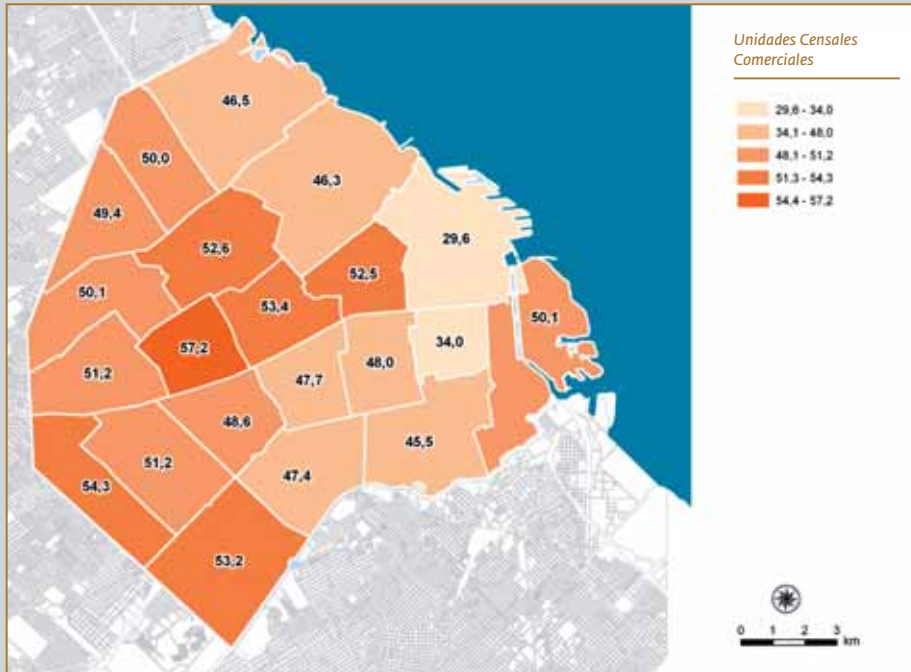 Unidades Censales
Comerciales
29,6 - 34,0
34,1 - 48,0
48,1 - 51,2
51,3 - 54,3
54,4 - 57,2
46,5
50,0
46,3
49,4
52,6
29,6
52,5
50,1
53,4
50,1
57,2
34,0
51,2
47,7
48,0
48,6
45,5
51,2
47,4
54,3
53,2
0 1 2 3
km